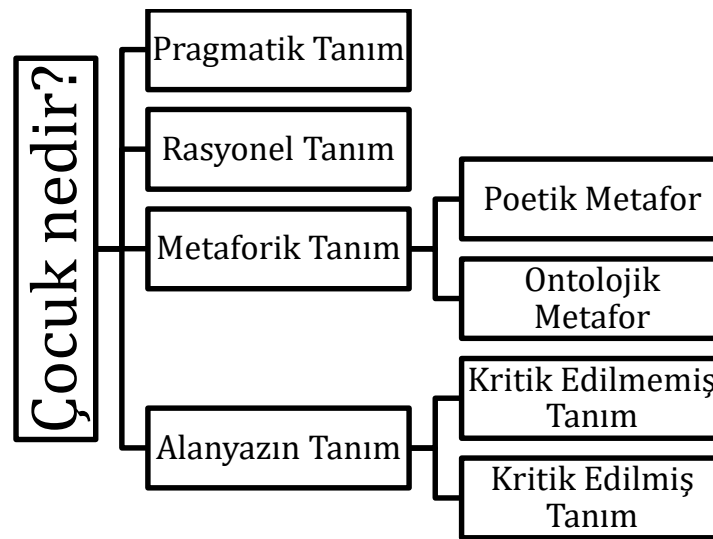 Çocuk nedir?
Pragmatik Tanım
Rasyonel Tanım
Metaforik Tanım
Poetik Metafor
Ontolojik
Metafor
Alanyazın Tanım
Kritik Edilmemiş
Tanım
Kritik Edilmiş
Tanım